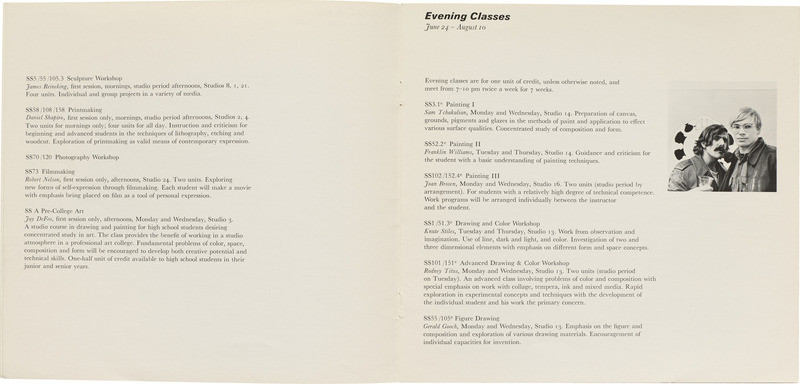 SS5 /55 /105.3 Sculpture Workshop
James Reineking, first session, mornings, studio period afternoons, Studios 8, 1, 21.
Four units. Individual and group projects in a variety of media.
SS58 /108 /158 Printmaking
Daniel Shapiro, first session only, mornings, studio period afternoons, Studios 2, 4.
Two units for mornings only; four units for all day. Instruction and criticism for
beginning and advanced students in the techniques of lithography, etching and
woodcut. Exploration of printmaking as valid means of contemporary expression.
SS70 /120 Photography Workshop
SS73 Filmmaking
Robert Nelson, first session only, afternoons, Studio 24. Two units. Exploring
new forms of self-expression through filmmaking. Each student will make a movie
with emphasis being placed on film as a tool of personal expression.
SS A Pre-College Art
Jay DeFeo, first session only, afternoons, Monday and Wednesday, Studio 3.
A studio course in drawing and painting for high school students desiring
concentrated study in art. The class provides the benefit of working in a studio
atmosphere in a professional art college. Fundamental problems of color, space,
composition and form will be encouraged to develop both creative potential and
technical skills. One-half unit of credit available to high school students in their
junior and senior years.
Evening Classes
June 24 – August 10
Evening classes are for one unit of credit, unless otherwise noted, and
meet from 7–10 pm twice a week for 7 weeks.
SS3.1e Painting I
Sam Tchakalian, Monday and Wednesday, Studio 14. Preparation of canvas,
grounds, pigments and glazes in the methods of paint and application to effect
various surface qualities. Concentrated study of composition and form.
SS52.2e Painting II
Franklin Williams, Tuesday and Thursday, Studio 14. Guidance and criticism for
the student with a basic understanding of painting techniques.
SS102/152.4e Painting III
Joan Brown, Monday and Wednesday, Studio 16. Two units (studio period by
arrangement). For students with a relatively high degree of technical competence.
Work programs will be arranged individually between the instructor
and the student.
SS1 /51.3e Drawing and Color Workshop
Knute Stiles, Tuesday and Thursday, Studio 13. Work from observation and
imagination. Use of line, dark and light, and color. Investigation of two and
three dimensional elements with emphasis on different form and space concepts.
SS101 /151e Advanced Drawing & Color Workshop
Rodney Titus, Monday and Wednesday, Studio 13. Two units (studio period
on Tuesday). An advanced class involving problems of color and composition with
special emphasis on work with collage, tempera, ink and mixed media. Rapid
exploration in experimental concepts and techniques with the development of
the individual student and his work the primary concern.
SS55 /105e Figure Drawing
Gerald Gooch, Monday and Wednesday, Studio 13. Emphasis on the figure and
composition and exploration of various drawing materials. Encouragement of
individual capacities for invention.